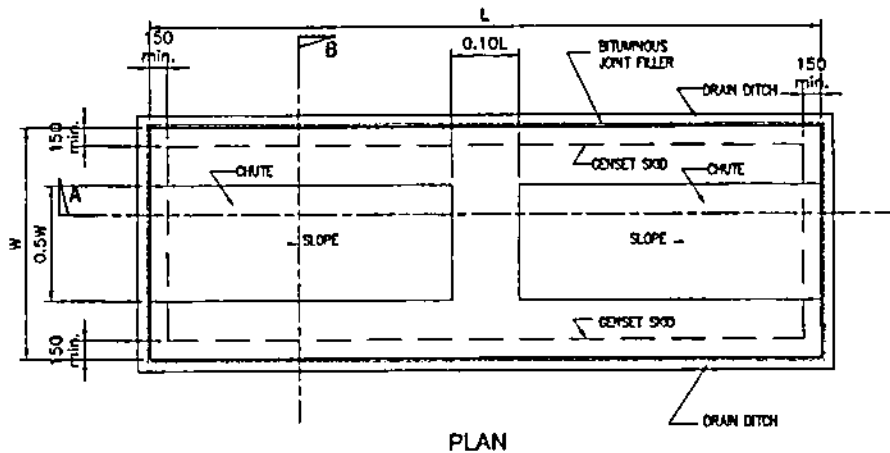 L
150
min.
B
0.10L
BITUMNOUS
JOINT FILLER
150
min.
DRAIN DITCH
150
min.
CHUTE
GENSET SKID
CHUTE
A
W
0.5W
SLOPE
SLOPE
GENSET SKID
150
min.
DRAIN DITCH
PLAN